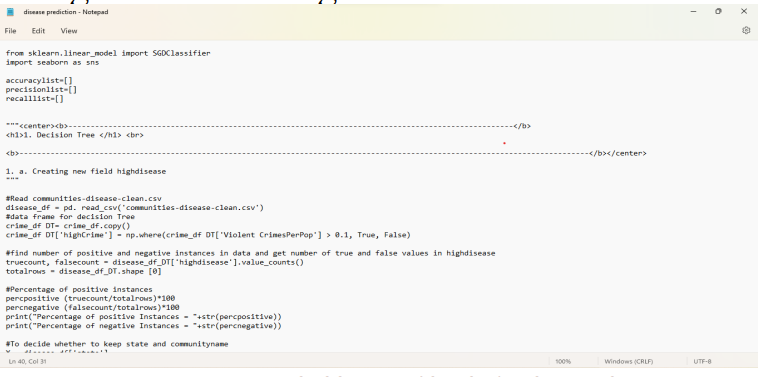 disease prediction - Notepad
File Edit View
from sklearn.linear_model import SGDClassifier
import seaborn as sns
accuracylist=[]
precisionlist=[]
recalllist=[]
"""<center><b>------------------------------------------------------------------------------------------------</b>
<h1>1. Decision Tree </h1> <br>
<b>----------------------------------------------------------------------------------------------------------------------------</b></center>
1. a. Creating new field highdisease
"""
#Read communities-disease-clean.csv
disease_df = pd. read_csv('communities-disease-clean.csv')
#data frame for decision Tree
crime_df DT= crime_df.copy()
crime_df DT['highCrime'] = np.where(crime_df DT['Violent CrimesPerPop'] > 0.1, True, False)
#find number of positive and negative instances in data and get number of true and false values in highdisease
truecount, falsecount = disease_df_DT['highdisease'].value_counts()
totalrows = disease_df_DT.shape [0]
#Percentage of positive instances
percpositive (truecount/totalrows)*100
percnegative (falsecount/totalrows)*100
print("Percentage of positive Instances = "+str(percpositive))
print("Percentage of negative Instances = "+str(percnegative))
#To decide whether to keep state and communityname
Ln 40, Col 31 100% Windows (CRLF) UTF-8